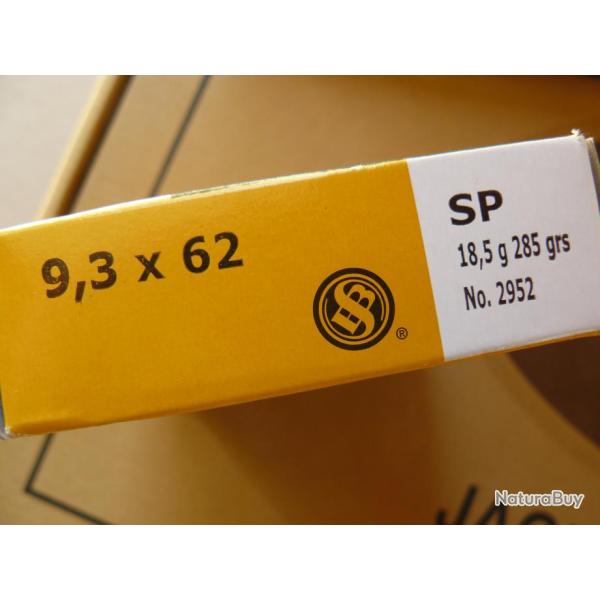 9,3 x 62
®
SP
18,5 g 285 grs
No. 2952
NaturaBuy